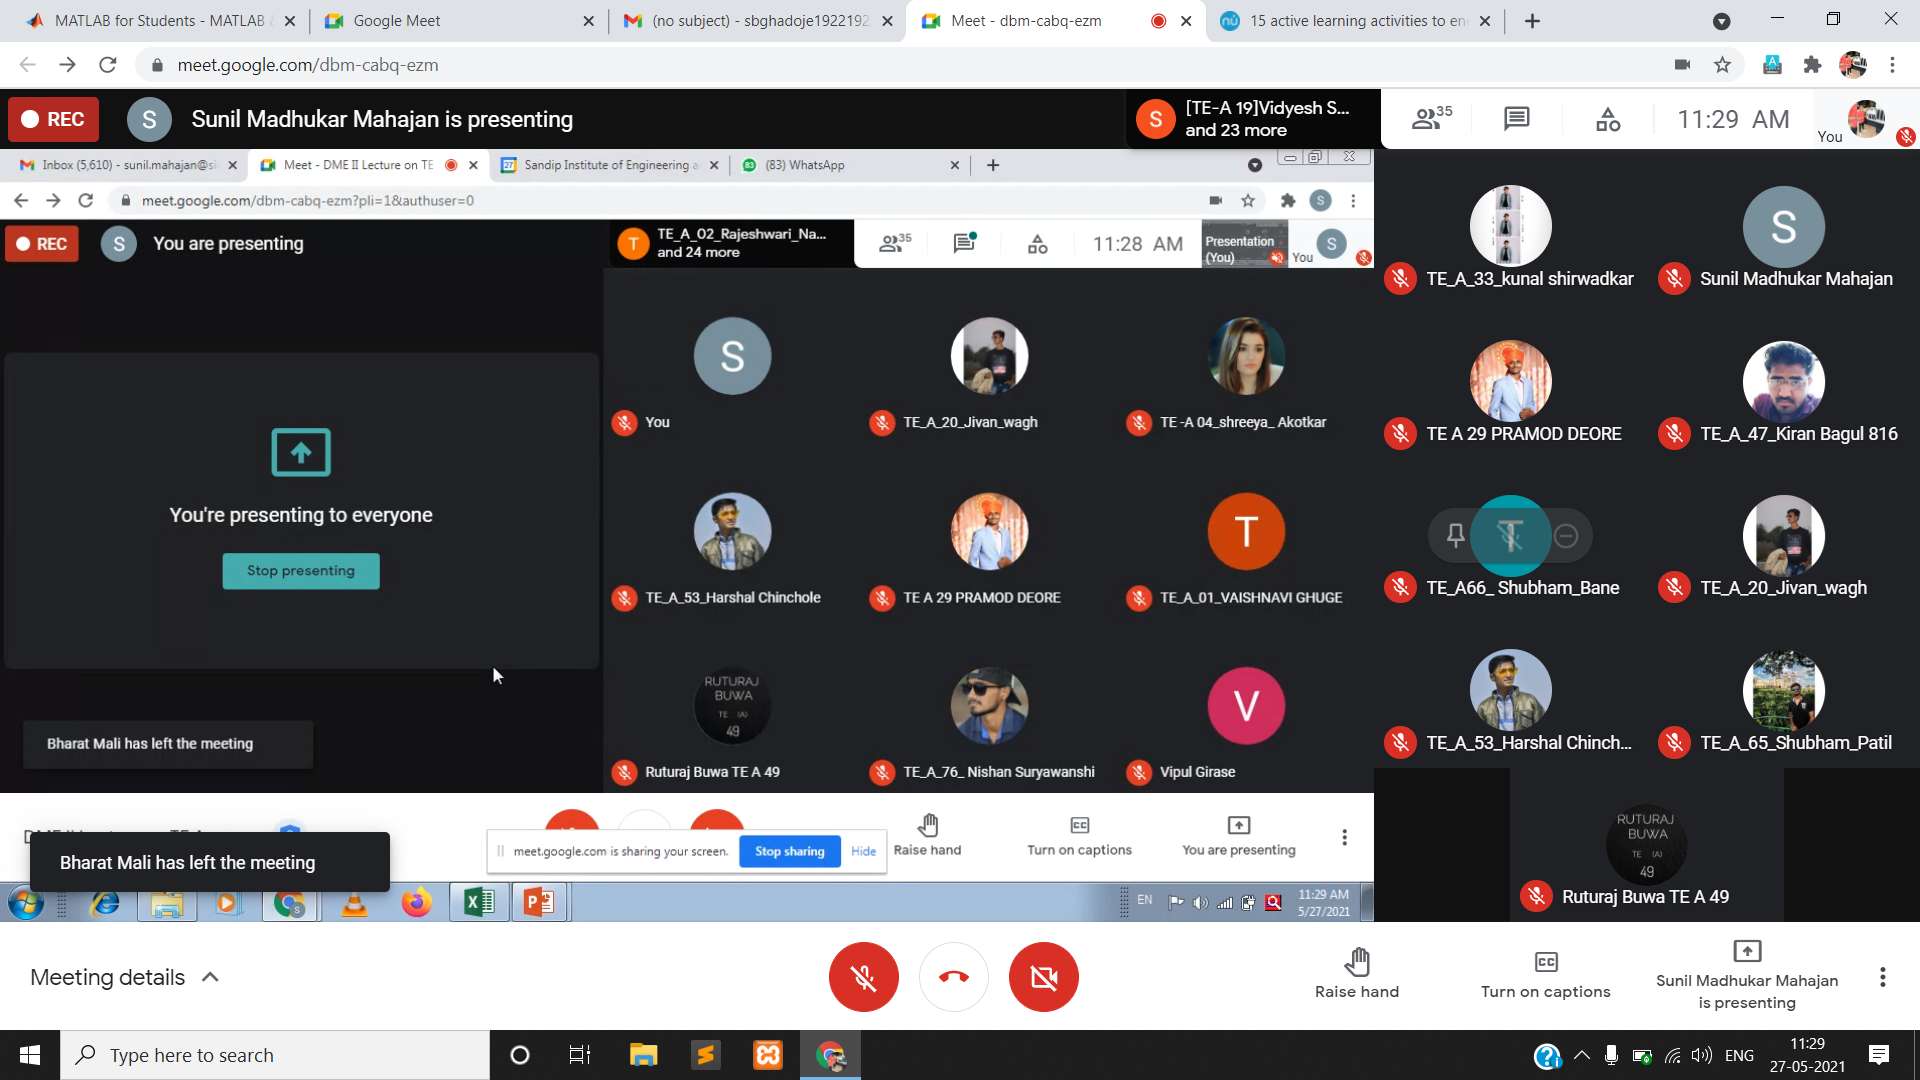 MATLAB for Students - MATLAB &
Google Meet
(no subject) - sbghadoje1922192
Meet - dbm-cabq-ezm
15 active learning activities to en
meet.google.com/dbm-cabq-ezm
REC
S
Sunil Madhukar Mahajan is presenting
S
[TE-A 19]Vidyesh S...
and 23 more
35
11:29 AM
You
Inbox (5,610) - sunil.mahajan@si
Meet - DME II Lecture on TE
27
Sandip Institute of Engineering a
83
(83) WhatsApp
meet.google.com/dbm-cabq-ezm?pli=1&authuser=0
S
REC
S
You are presenting
T
TE_A_02_Rajeshwari_Na...
and 24 more
35
11:28 AM
Presentation
(You)
You
S
You're presenting to everyone
Stop presenting
Bharat Mali has left the meeting
S
You
TE_A_20_Jivan_wagh
TE -A 04_shreeya_ Akotkar
TE_A_53_Harshal Chinchole
TE A 29 PRAMOD DEORE
T
TE_A_01_VAISHNAVI GHUGE
RUTURAJ
BUWA
TE (A)
49
Ruturaj Buwa TE A 49
TE_A_76_ Nishan Suryawanshi
V
Vipul Girase
TE_A_33_kunal shirwadkar
S
Sunil Madhukar Mahajan
TE A 29 PRAMOD DEORE
TE_A_47_Kiran Bagul 816
T
TE_A66_ Shubham_Bane
TE_A_20_Jivan_wagh
TE_A_53_Harshal Chinch...
TE_A_65_Shubham_Patil
RUTURAJ
BUWA
TE (A)
49
Ruturaj Buwa TE A 49
Bharat Mali has left the meeting
meet.google.com is sharing your screen.
Stop sharing
Hide
Raise hand
Turn on captions
You are presenting
EN
11:29 AM
5/27/2021
Meeting details
Raise hand
Turn on captions
Sunil Madhukar Mahajan
is presenting
Type here to search
ENG
11:29
27-05-2021